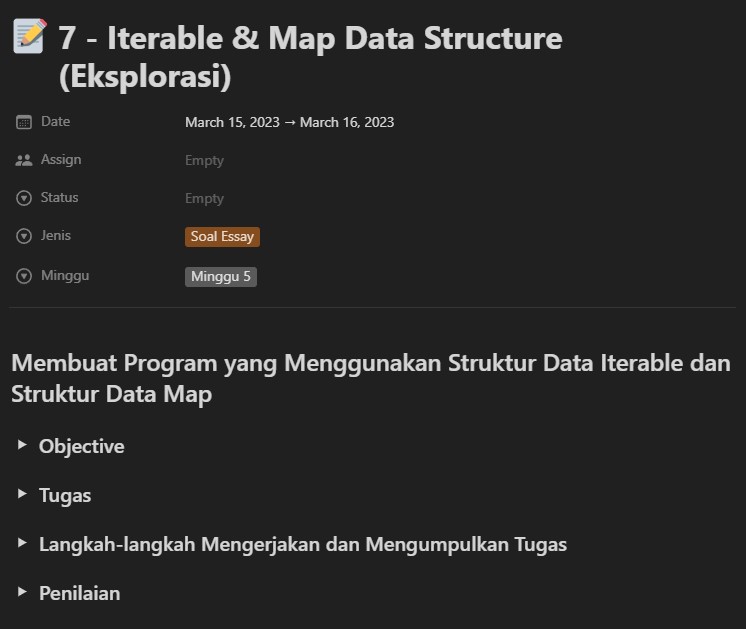 7 - Iterable & Map Data Structure
(Eksplorasi)
Date March 15, 2023 → March 16, 2023
Assign Empty
Status Empty
Jenis Soal Essay
Minggu Minggu 5
Membuat Program yang Menggunakan Struktur Data Iterable dan
Struktur Data Map
Objective
Tugas
Langkah-langkah Mengerjakan dan Mengumpulkan Tugas
Penilaian